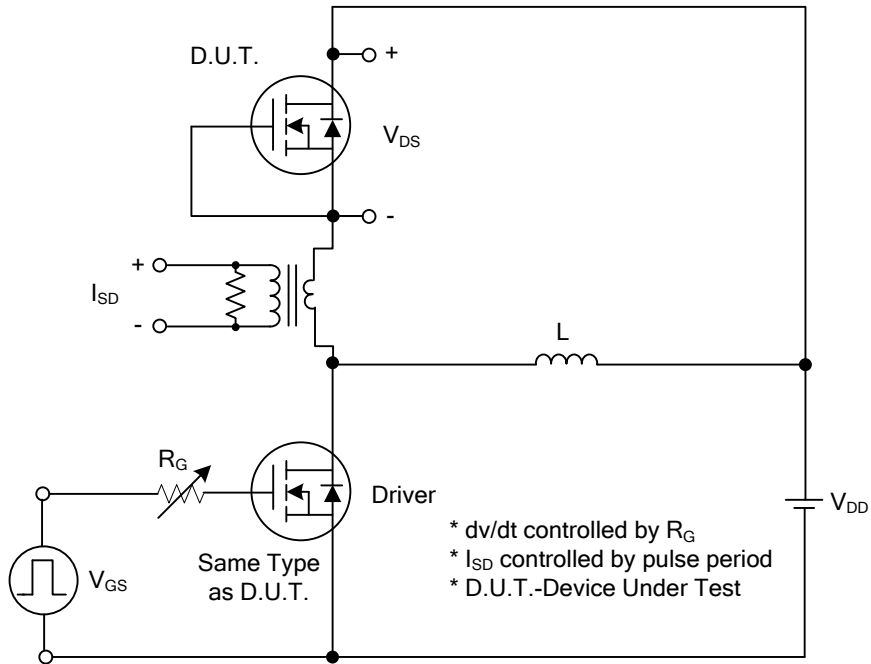 D.U.T.
+
V_DS
-
+
I_SD
-
L
R_G
Driver
V_DD
* dv/dt controlled by R_G
* I_SD controlled by pulse period
* D.U.T.-Device Under Test
Same Type
as D.U.T.
V_GS